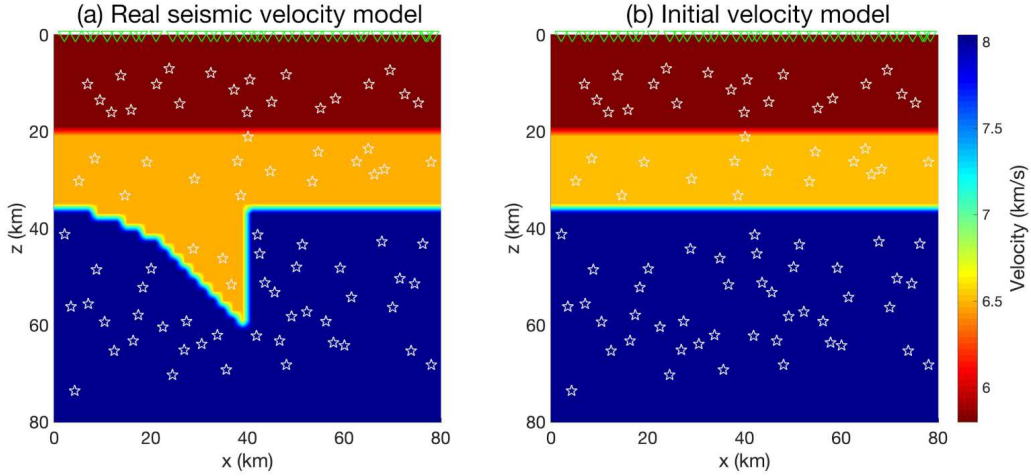 (a) Real seismic velocity model
(b) Initial velocity model
0
20
40
60
80
z (km)
0 20 40 60 80
x (km)
0
20
40
60
80
z (km)
0 20 40 60 80
x (km)
8
7.5
7
6.5
6
Velocity (km/s)